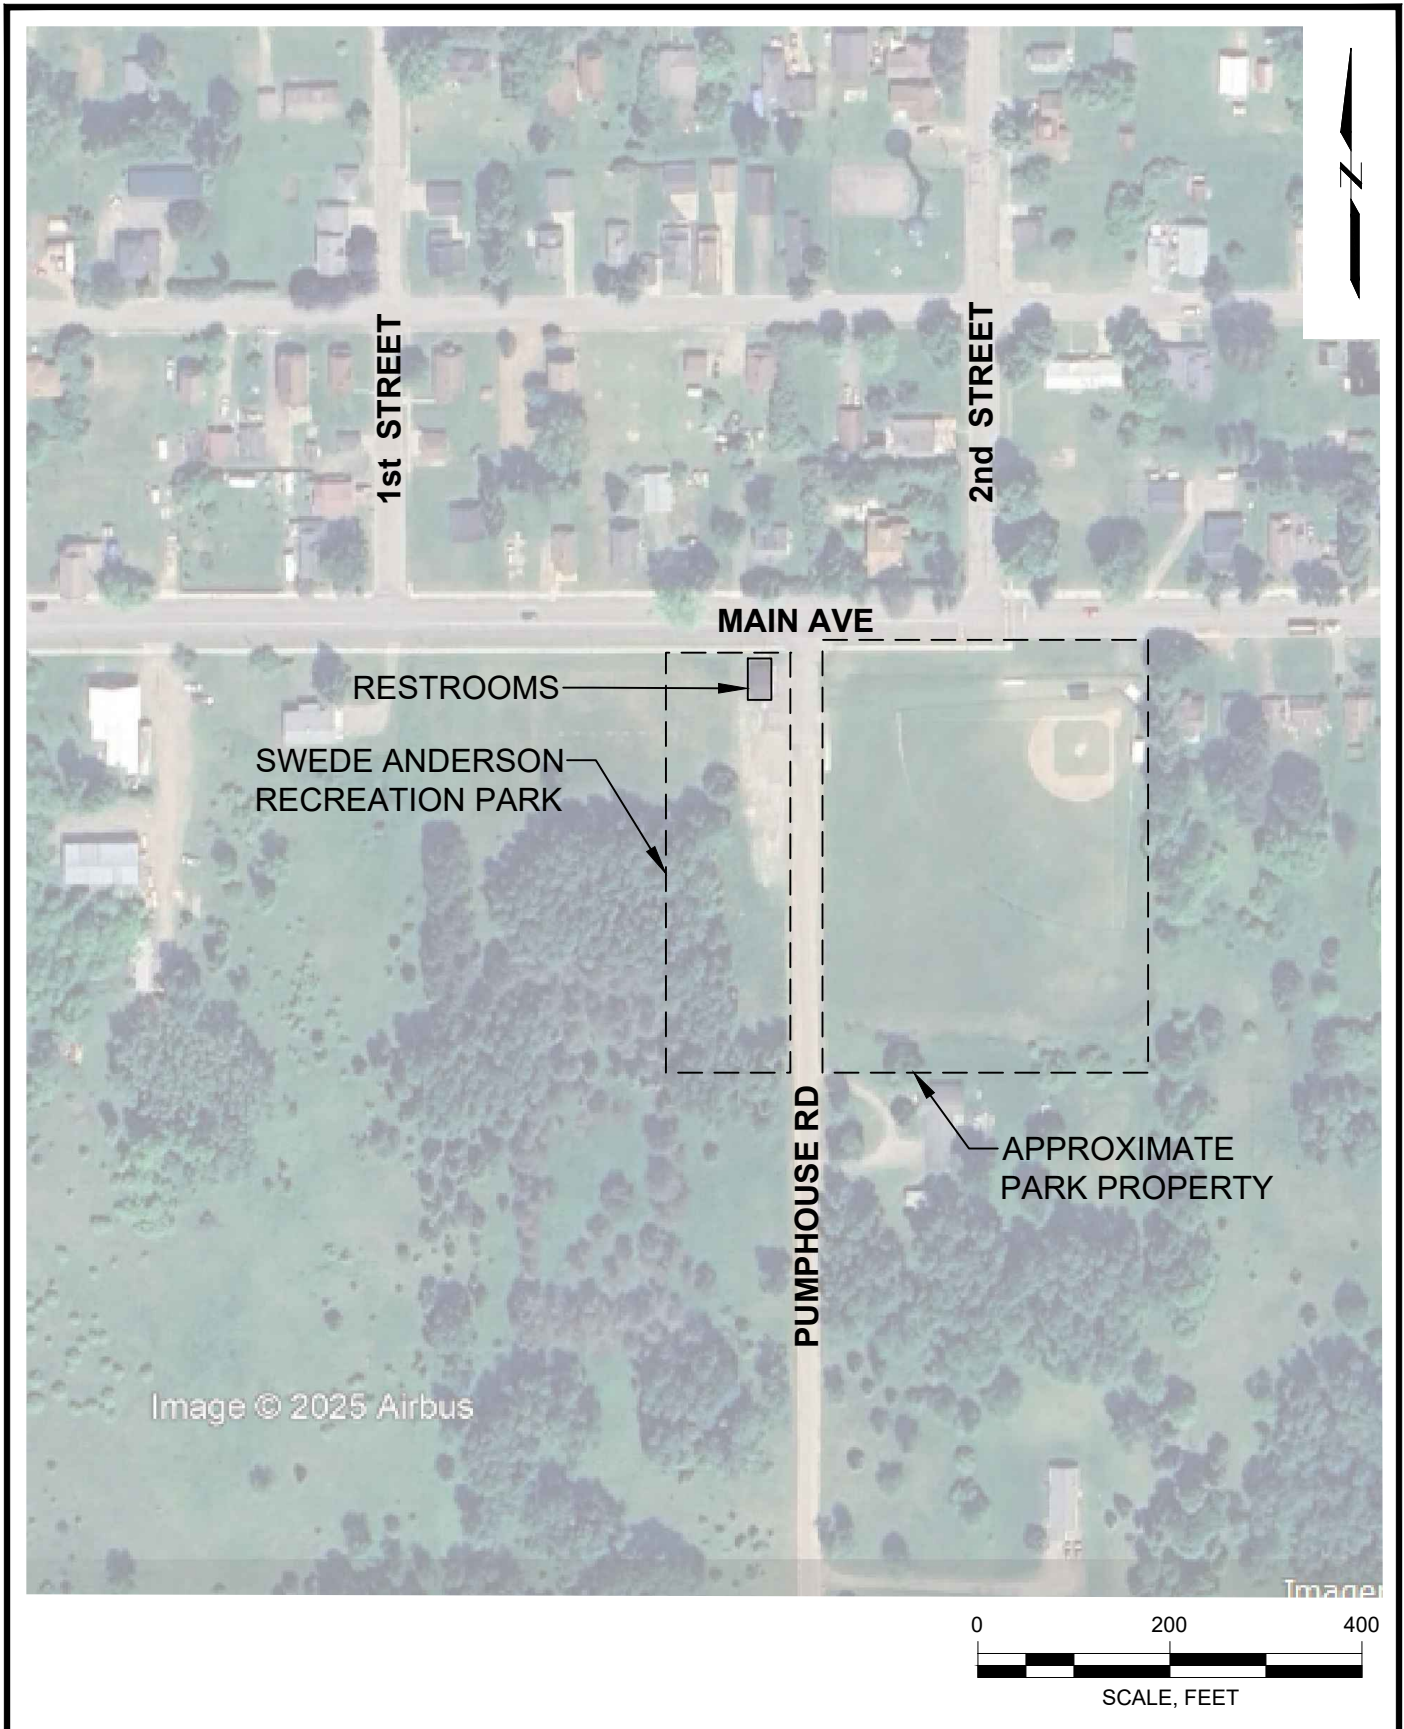 N
1st STREET
2nd STREET
MAIN AVE
RESTROOMS
SWEDE ANDERSON
RECREATION PARK
PUMPHOUSE RD
APPROXIMATE
PARK PROPERTY
Image © 2025 Airbus
Imager
0 200 400
SCALE, FEET